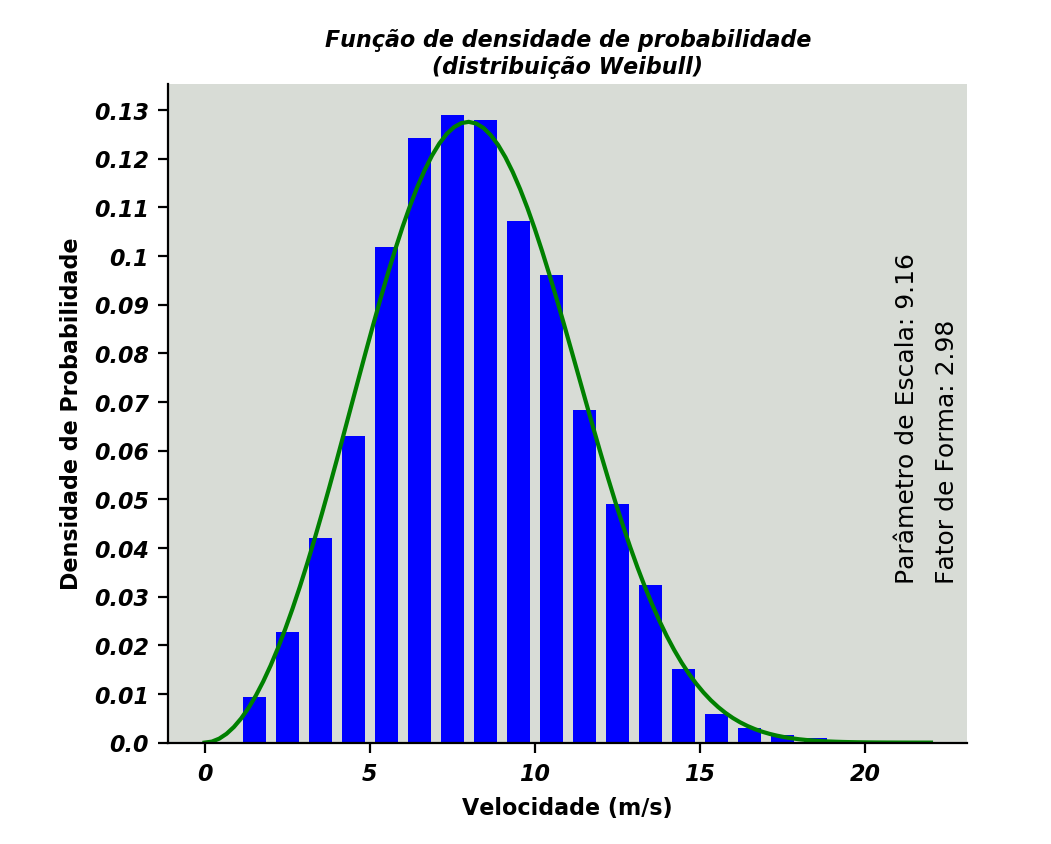 Função de densidade de probabilidade
(distribuição Weibull)
Densidade de Probabilidade
0.13
0.12
0.11
0.1
0.09
0.08
0.07
0.06
0.05
0.04
0.03
0.02
0.01
0.0
Parâmetro de Escala: 9.16
Fator de Forma: 2.98
0 5 10 15 20
Velocidade (m/s)